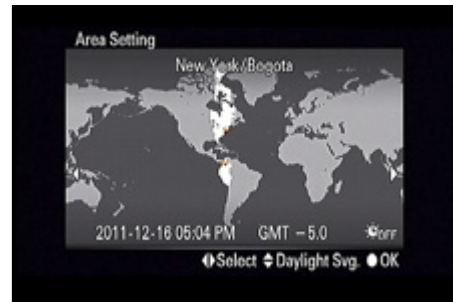 Area Setting
New York/Bogota
2011-12-16 05:04 PM GMT −5.0 OFF
Select Daylight Svg. OK